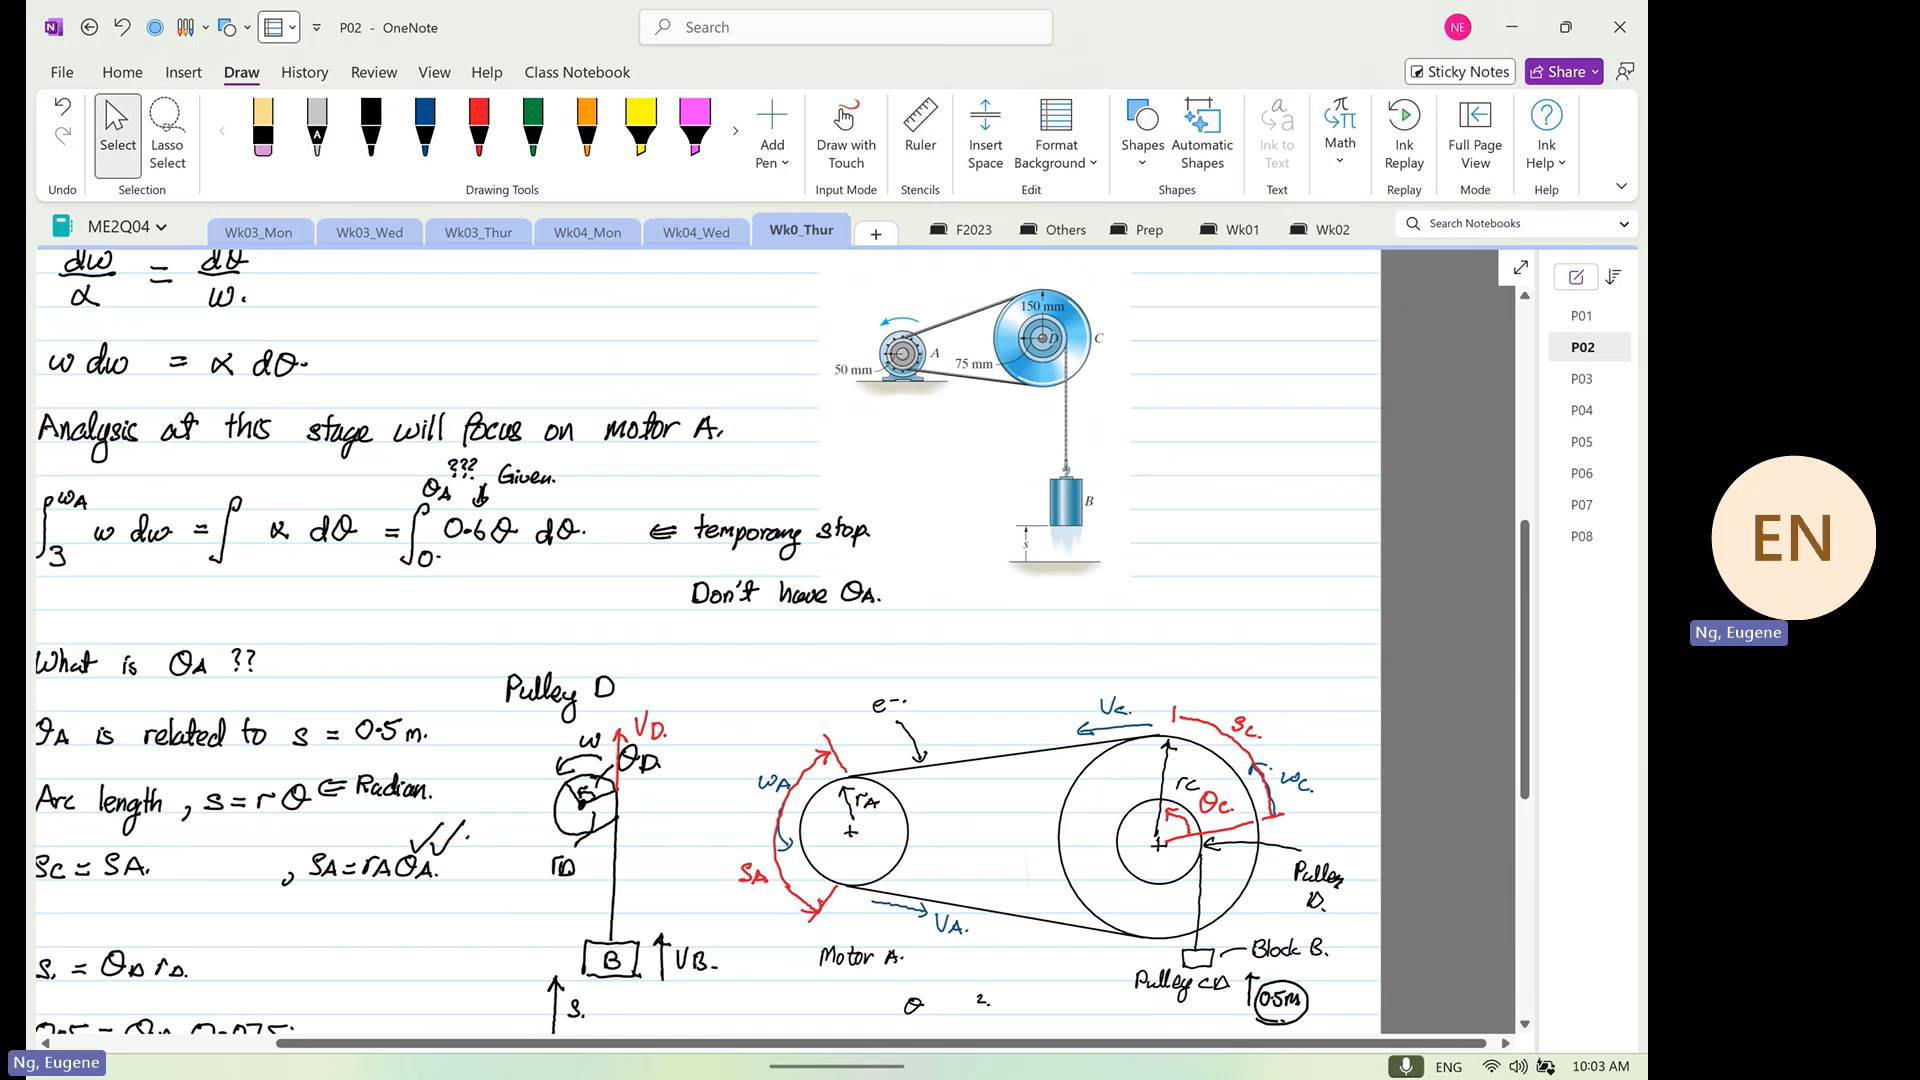 P02 - OneNote
Search
NE
File Home Insert Draw History Review View Help Class Notebook
Sticky Notes
Share
Select
Lasso Select
Add Pen
Draw with Touch
Ruler
Insert Space
Format Background
Shapes
Automatic Shapes
Ink to Text
Math
Ink Replay
Full Page View
Ink Help
Undo
Selection
Drawing Tools
Input Mode
Stencils
Edit
Shapes
Text
Replay
Mode
Help
ME2Q04
Wk03_Mon
Wk03_Wed
Wk03_Thur
Wk04_Mon
Wk04_Wed
Wk0_Thur
F2023
Others
Prep
Wk01
Wk02
Search Notebooks
P01
P02
P03
P04
P05
P06
P07
P08
dω/α = dθ/ω.
ω dω = α dθ.
Analysis at this stage will focus on motor A.
??? Given.
∫₃^ωA ω dω = ∫ α dθ = ∫₀^θA 0.6θ dθ. ⇐ temporary stop.
Don't have θA.
150 mm
D
C
A
75 mm
50 mm
B
s
What is θA ??
θA is related to s = 0.5m.
Arc length, s = rθ ⇐ Radian.
sC = sA. , sA = rAθA.
s. = θD rD.
0.5 = θD 0.075.
Pulley D
VD.
ω
θD.
rD
B
VB.
s.
VC.
sC.
ωA
rA
rC
θC.
ωC.
sA
VA.
Motor A.
Pulley D.
Block B.
Pulley CD
0.5m
θ 2.
EN
Ng, Eugene
Ng, Eugene
ENG
10:03 AM